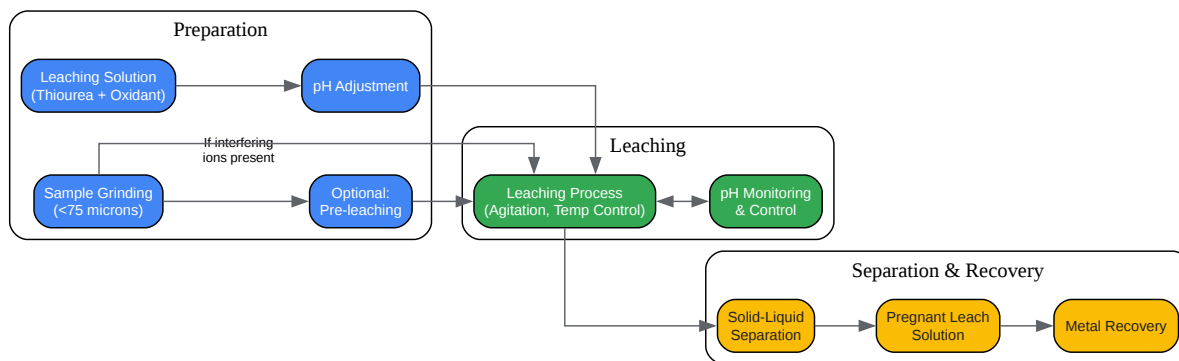 Preparation
Leaching Solution
(Thiourea + Oxidant)
pH Adjustment
If interfering
ions present
Sample Grinding
(<75 microns)
Optional:
Pre-leaching
Leaching
Leaching Process
(Agitation, Temp Control)
pH Monitoring
& Control
Separation & Recovery
Solid-Liquid
Separation
Pregnant Leach
Solution
Metal Recovery